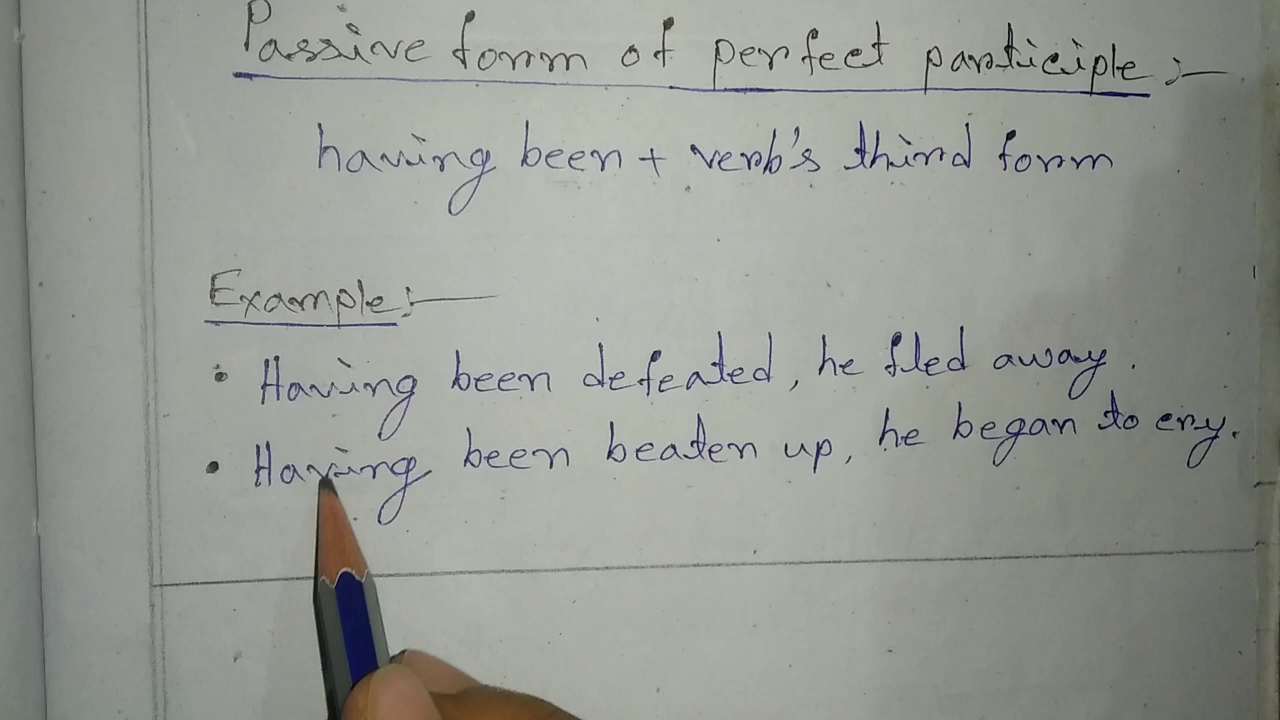 Passive form of perfect participle :-
having been + verb's third form
Example :-
• Having been defeated, he fled away.
• Having been beaten up, he began to cry.